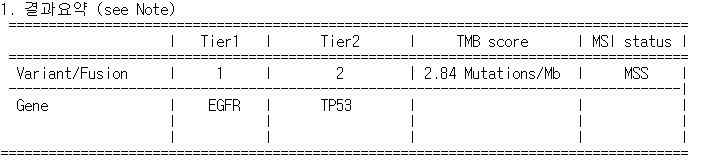 1. 결과요약 (see Note)
=====================================================================================
                     |   Tier1   |      Tier2      |     TMB score      | MSI status |
=====================================================================================
 Variant/Fusion      |     1     |        2        | 2.84 Mutations/Mb  |    MSS     |
------------------------------------------------------------------------------------|
 Gene                |    EGFR   |      TP53       |                    |            |
                     |           |                 |                    |            |
                     |           |                 |                    |            |
=====================================================================================